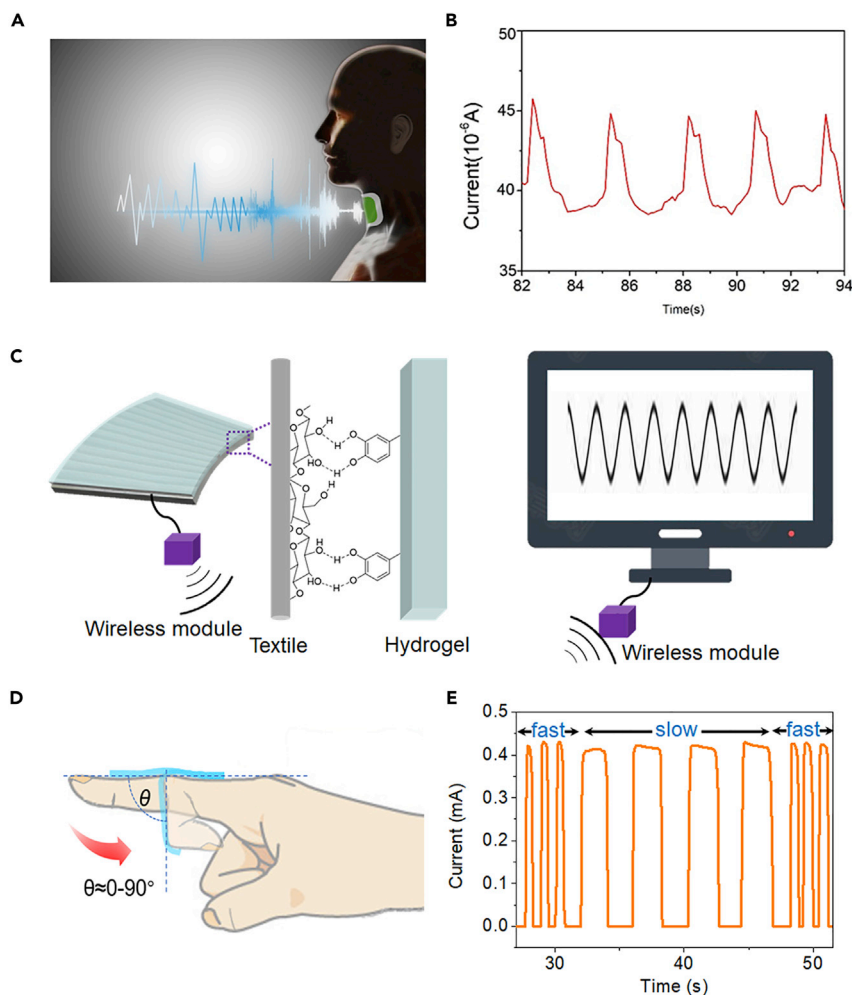 A
B
Current(10⁻⁶A)
50
45
40
35
82 84 86 88 90 92 94
Time(s)
C
O
H
O
H
O
HO
H
O
O
O
H
O
O
O
H
O
H
O
HO
H
O
O
Wireless module
Textile
Hydrogel
Wireless module
D
θ
θ≈0-90°
E
Current (mA)
0.5
0.4
0.3
0.2
0.1
0.0
fast slow fast
30 40 50
Time (s)